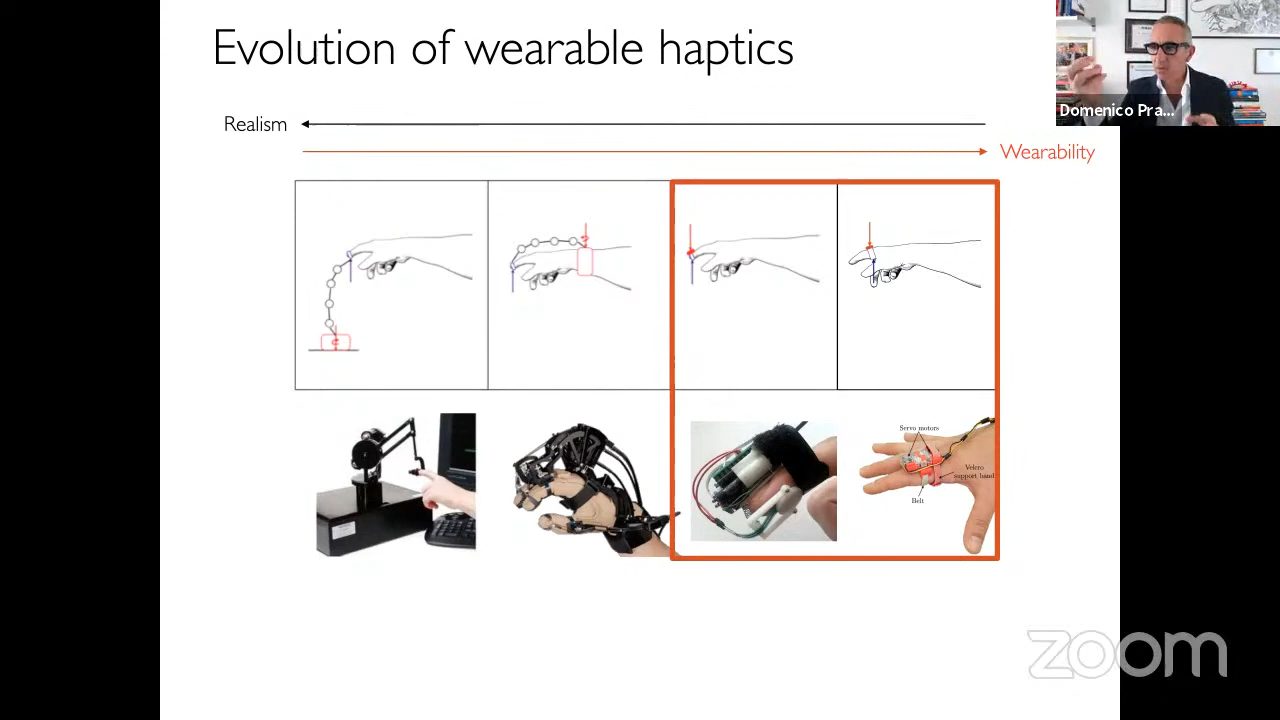 Evolution of wearable haptics
Domenico Pra...
Realism
Wearability
Servo motors
Velcro
support band
Belt
zoom